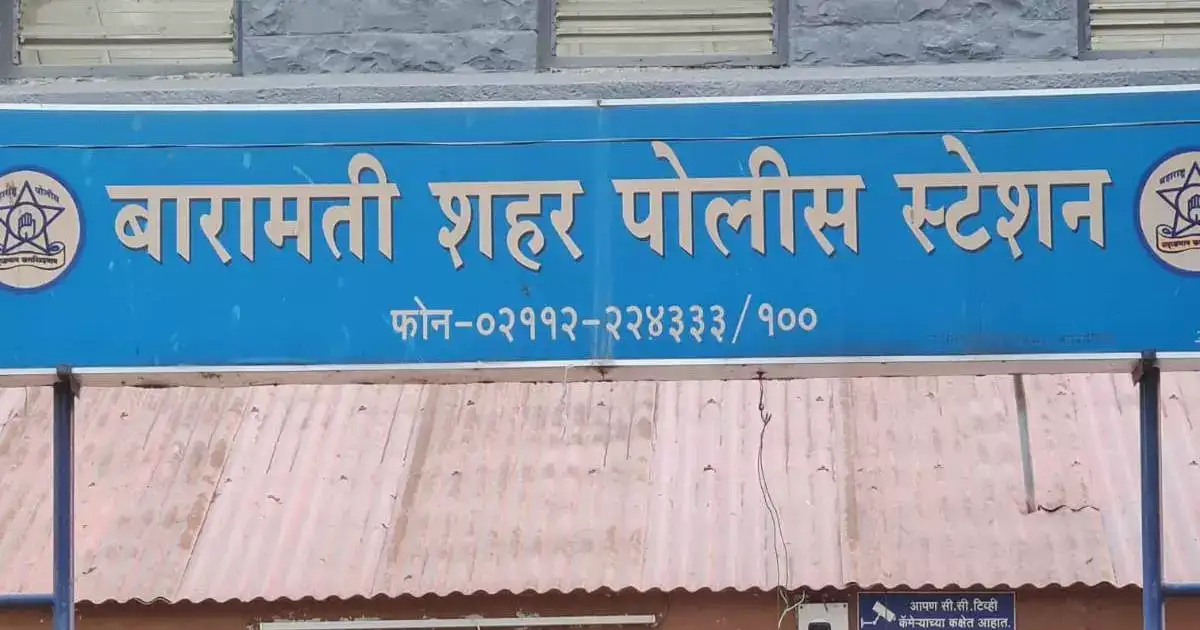 बारामती शहर पोलीस स्टेशन
फोन-०२११२-२२४३३३/१००
आपण सी.सी.टिव्ही
कॅमेऱ्याच्या कक्षेत आहात.